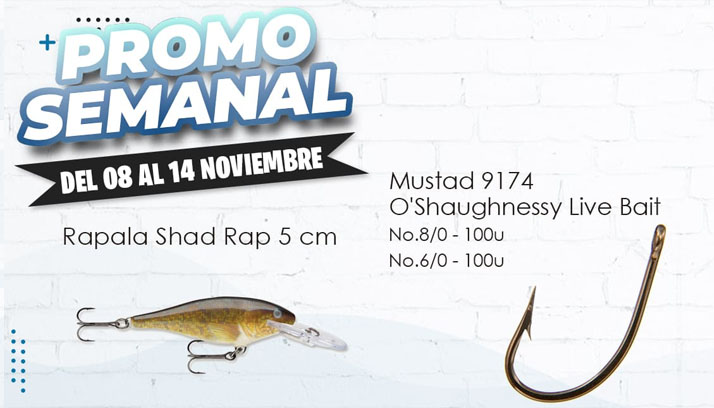 PROMO
SEMANAL
DEL 08 AL 14 NOVIEMBRE
Rapala Shad Rap 5 cm
Mustad 9174
O'Shaughnessy Live Bait
No.8/0 - 100u
No.6/0 - 100u